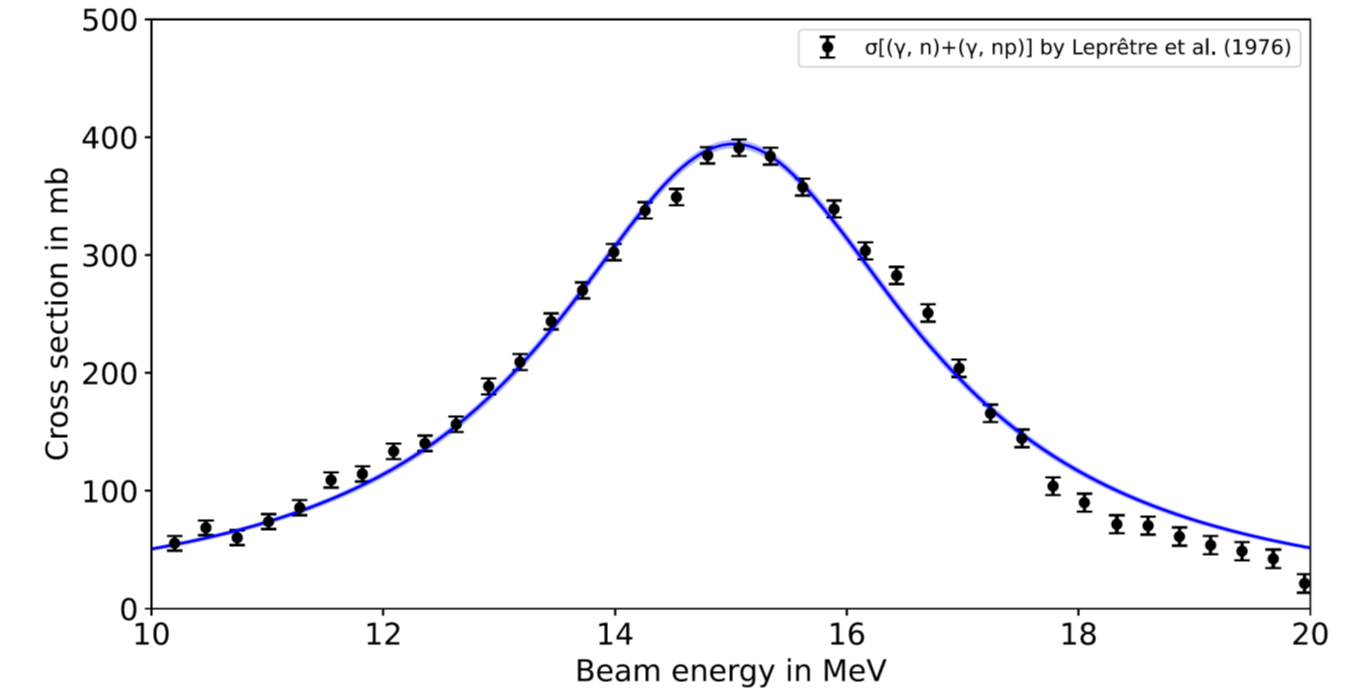 500
σ[(γ, n)+(γ, np)] by Leprêtre et al. (1976)
400
300
200
100
0
Cross section in mb
10 12 14 16 18 20
Beam energy in MeV